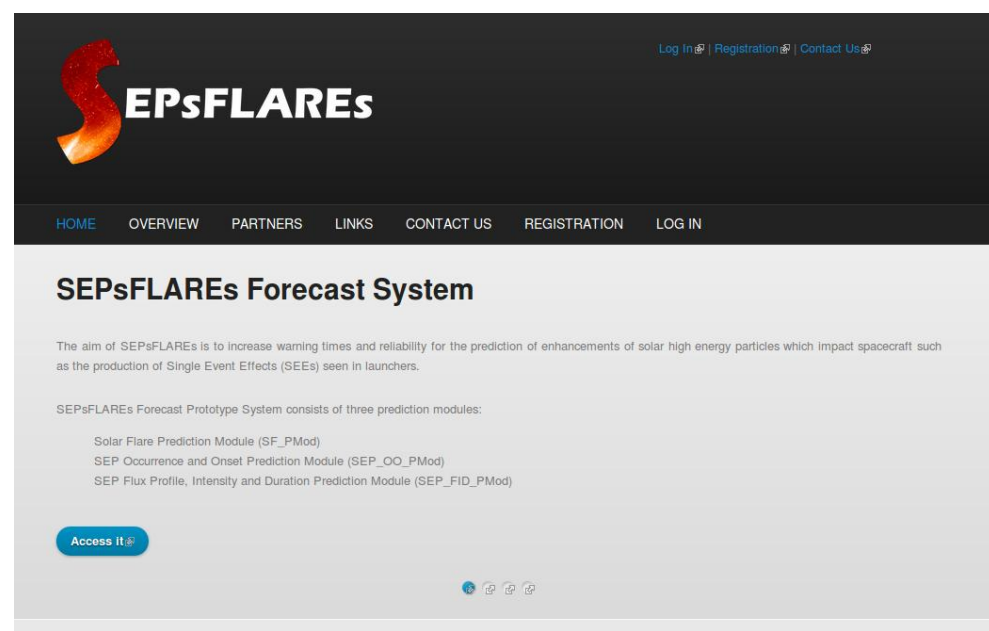 Log In | Registration | Contact Us
SEPsFLAREs
HOME OVERVIEW PARTNERS LINKS CONTACT US REGISTRATION LOG IN
SEPsFLAREs Forecast System
The aim of SEPsFLAREs is to increase warning times and reliability for the prediction of enhancements of solar high energy particles which impact spacecraft such
as the production of Single Event Effects (SEEs) seen in launchers.
SEPsFLAREs Forecast Prototype System consists of three prediction modules:
Solar Flare Prediction Module (SF_PMod)
SEP Occurrence and Onset Prediction Module (SEP_OO_PMod)
SEP Flux Profile, Intensity and Duration Prediction Module (SEP_FID_PMod)
Access it